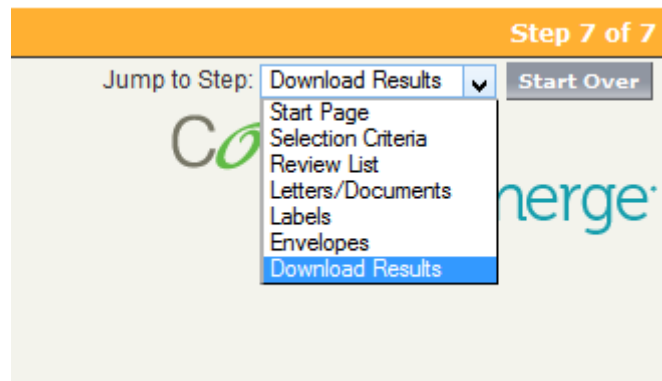 Step 7 of 7
Jump to Step: Download Results Start Over
Start Page
Selection Criteria
Review List
Letters/Documents
Labels
Envelopes
Download Results